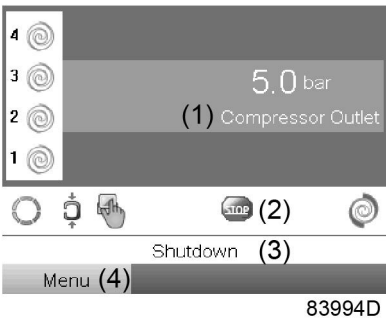 4
5.0 bar
3
(1) Compressor Outlet
2
1
STOP (2)
Shutdown (3)
Menu (4)
83994D